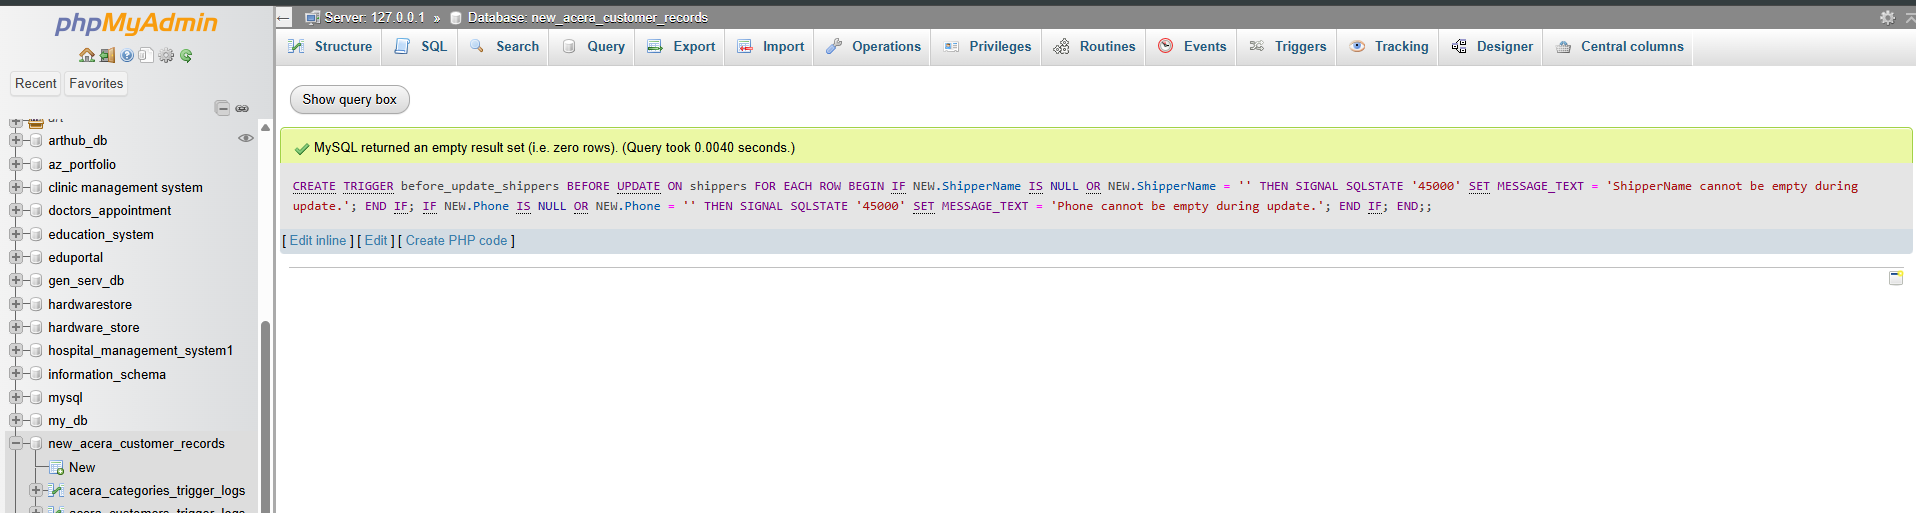 phpMyAdmin
Recent
Favorites
art
arthub_db
az_portfolio
clinic management system
doctors_appointment
education_system
eduportal
gen_serv_db
hardwarestore
hardware_store
hospital_management_system1
information_schema
mysql
my_db
new_acera_customer_records
New
acera_categories_trigger_logs
acera_customers_trigger_logs
Server: 127.0.0.1 » Database: new_acera_customer_records
Structure SQL Search Query Export Import Operations Privileges Routines Events Triggers Tracking Designer Central columns
Show query box
MySQL returned an empty result set (i.e. zero rows). (Query took 0.0040 seconds.)
CREATE TRIGGER before_update_shippers BEFORE UPDATE ON shippers FOR EACH ROW BEGIN IF NEW.ShipperName IS NULL OR NEW.ShipperName = '' THEN SIGNAL SQLSTATE '45000' SET MESSAGE_TEXT = 'ShipperName cannot be empty during
update.'; END IF; IF NEW.Phone IS NULL OR NEW.Phone = '' THEN SIGNAL SQLSTATE '45000' SET MESSAGE_TEXT = 'Phone cannot be empty during update.'; END IF; END;;
[ Edit inline ] [ Edit ] [ Create PHP code ]